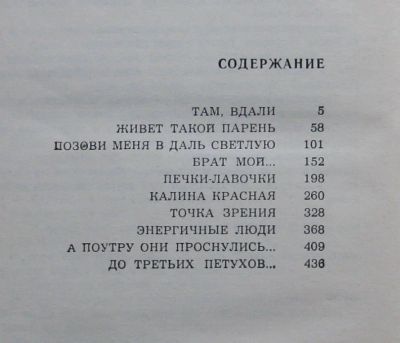 СОДЕРЖАНИЕ
ТАМ, ВДАЛИ 5
ЖИВЕТ ТАКОЙ ПАРЕНЬ 58
ПОЗОВИ МЕНЯ В ДАЛЬ СВЕТЛУЮ 101
БРАТ МОЙ... 152
ПЕЧКИ-ЛАВОЧКИ 198
КАЛИНА КРАСНАЯ 260
ТОЧКА ЗРЕНИЯ 328
ЭНЕРГИЧНЫЕ ЛЮДИ 368
А ПОУТРУ ОНИ ПРОСНУЛИСЬ... 409
ДО ТРЕТЬИХ ПЕТУХОВ... 436